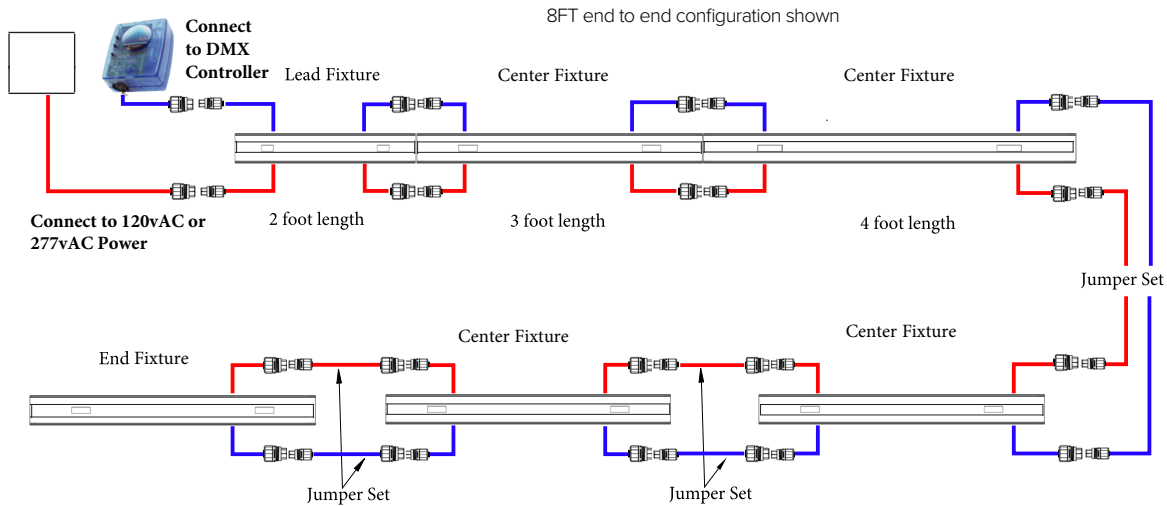 8FT end to end configuration shown
Connect
to DMX
Controller
Lead Fixture
Center Fixture
Center Fixture
Connect to 120vAC or
277vAC Power
2 foot length
3 foot length
4 foot length
Jumper Set
End Fixture
Center Fixture
Center Fixture
Jumper Set
Jumper Set